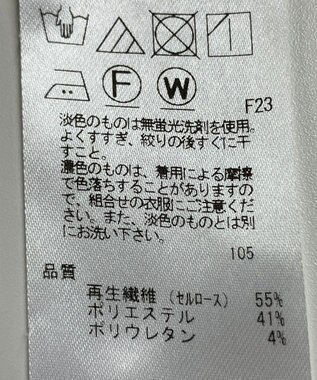 F W
F23
淡色のものは無蛍光洗剤を使用。
よくすすぎ、絞りの後すぐに干
すこと。
濃色のものは、着用による摩擦
で色落ちすることがありますの
で、組合せの衣服にご注意くださ
い。また、淡色のものとは別
にお洗い下さい。
105
品質
再生繊維(セルロース) 55%
ポリエステル 41%
ポリウレタン 4%